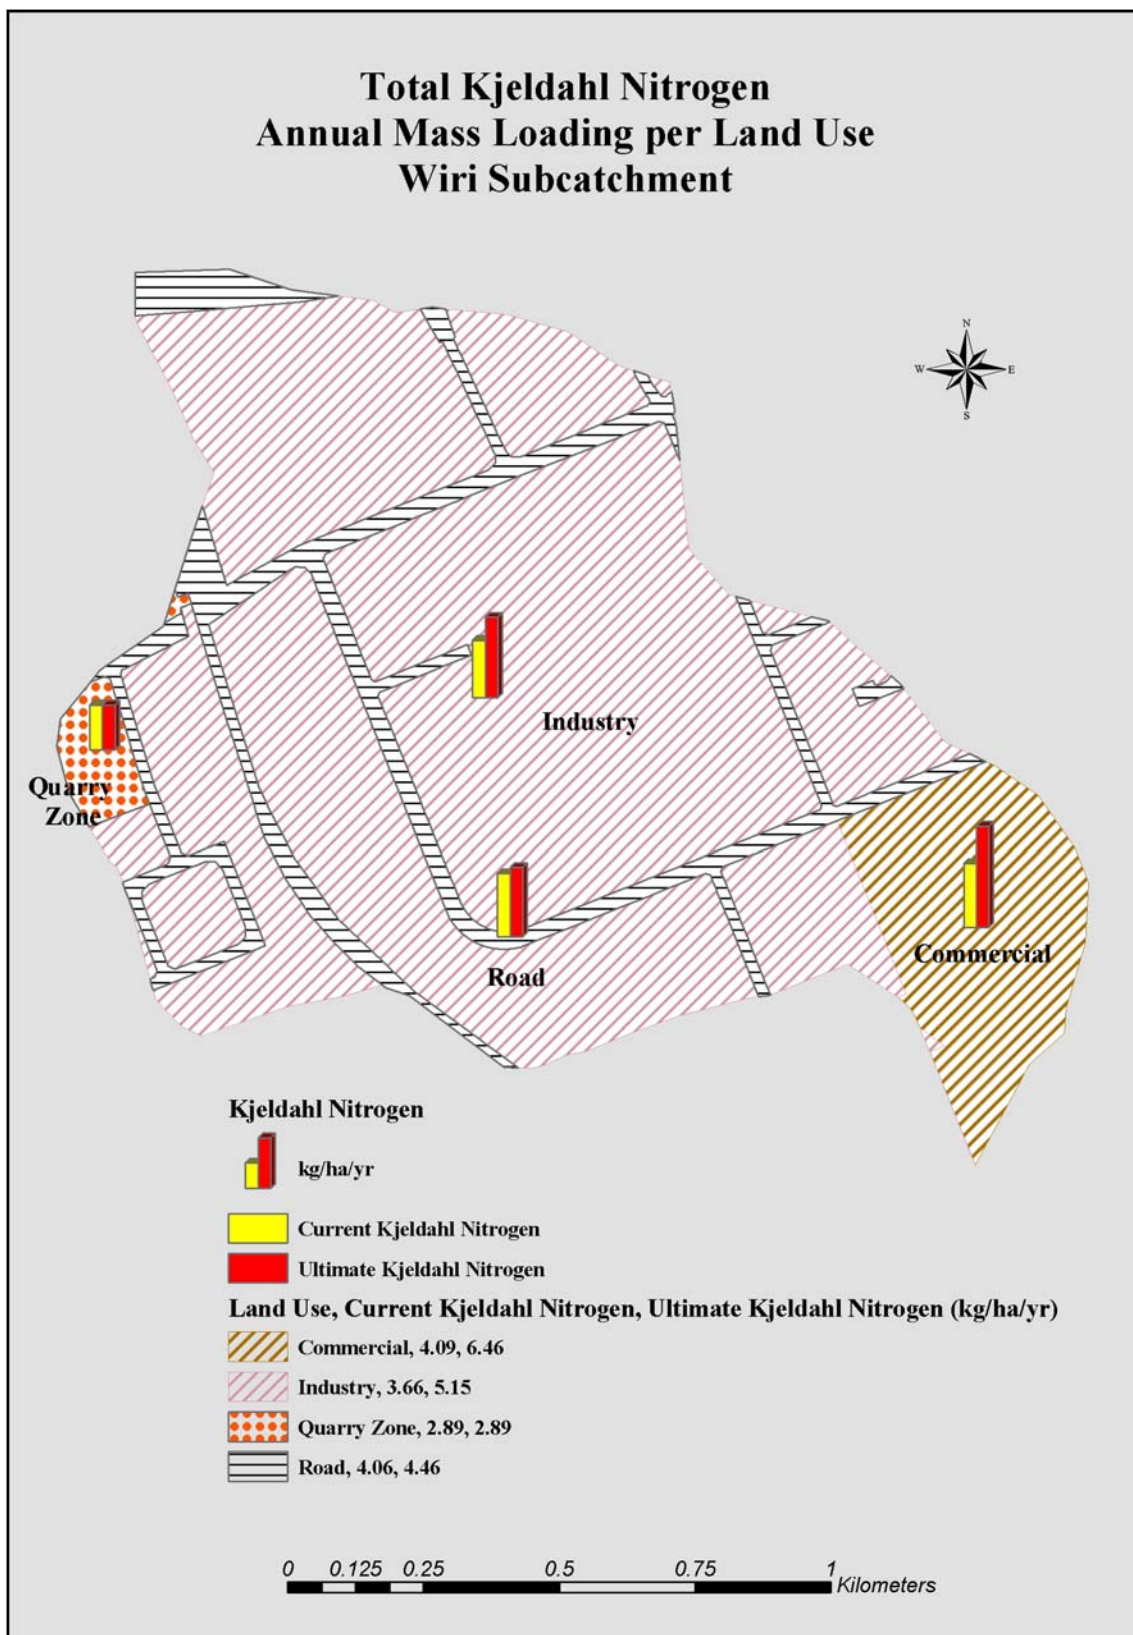 Total Kjeldahl Nitrogen
Annual Mass Loading per Land Use
Wiri Subcatchment
N
W
E
S
Industry
Quarry
Zone
Commercial
Road
Kjeldahl Nitrogen
kg/ha/yr
Current Kjeldahl Nitrogen
Ultimate Kjeldahl Nitrogen
Land Use, Current Kjeldahl Nitrogen, Ultimate Kjeldahl Nitrogen (kg/ha/yr)
Commercial, 4.09, 6.46
Industry, 3.66, 5.15
Quarry Zone, 2.89, 2.89
Road, 4.06, 4.46
0 0.125 0.25 0.5 0.75 1
Kilometers